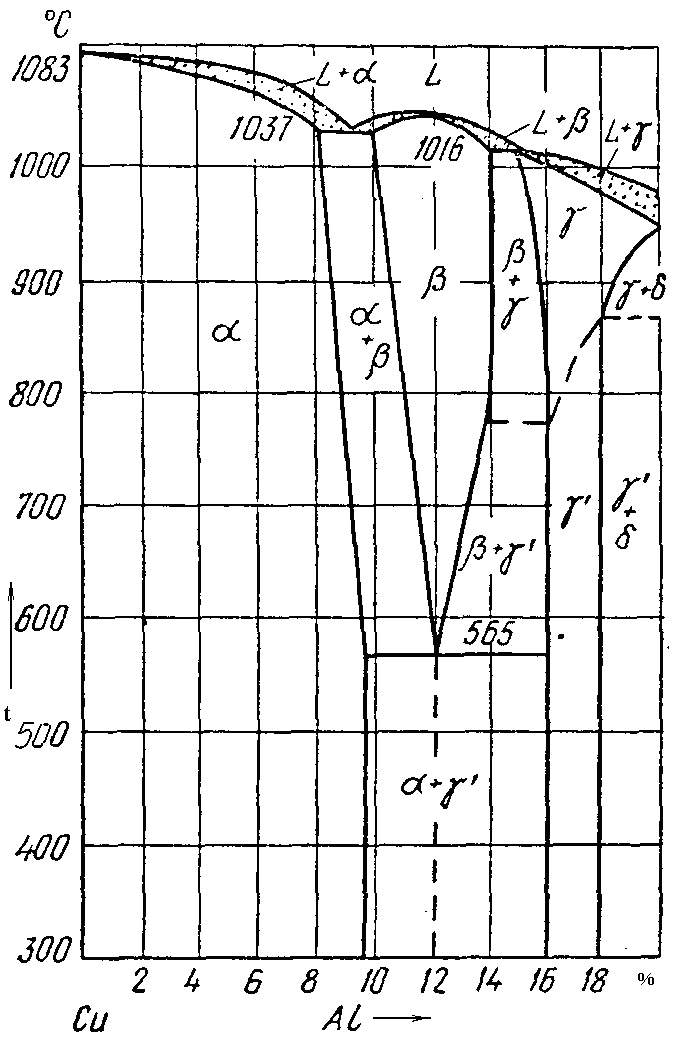 °C
1083
L+α
L
1037
1016
L+β
L+γ
1000
γ
β
β
+
γ
γ+δ
900
α
α
+
β
800
700
γ'
γ'
+
δ
β+γ'
600
565
t
500
α+γ'
400
300
2 4 6 8 10 12 14 16 18 %
Cu Al